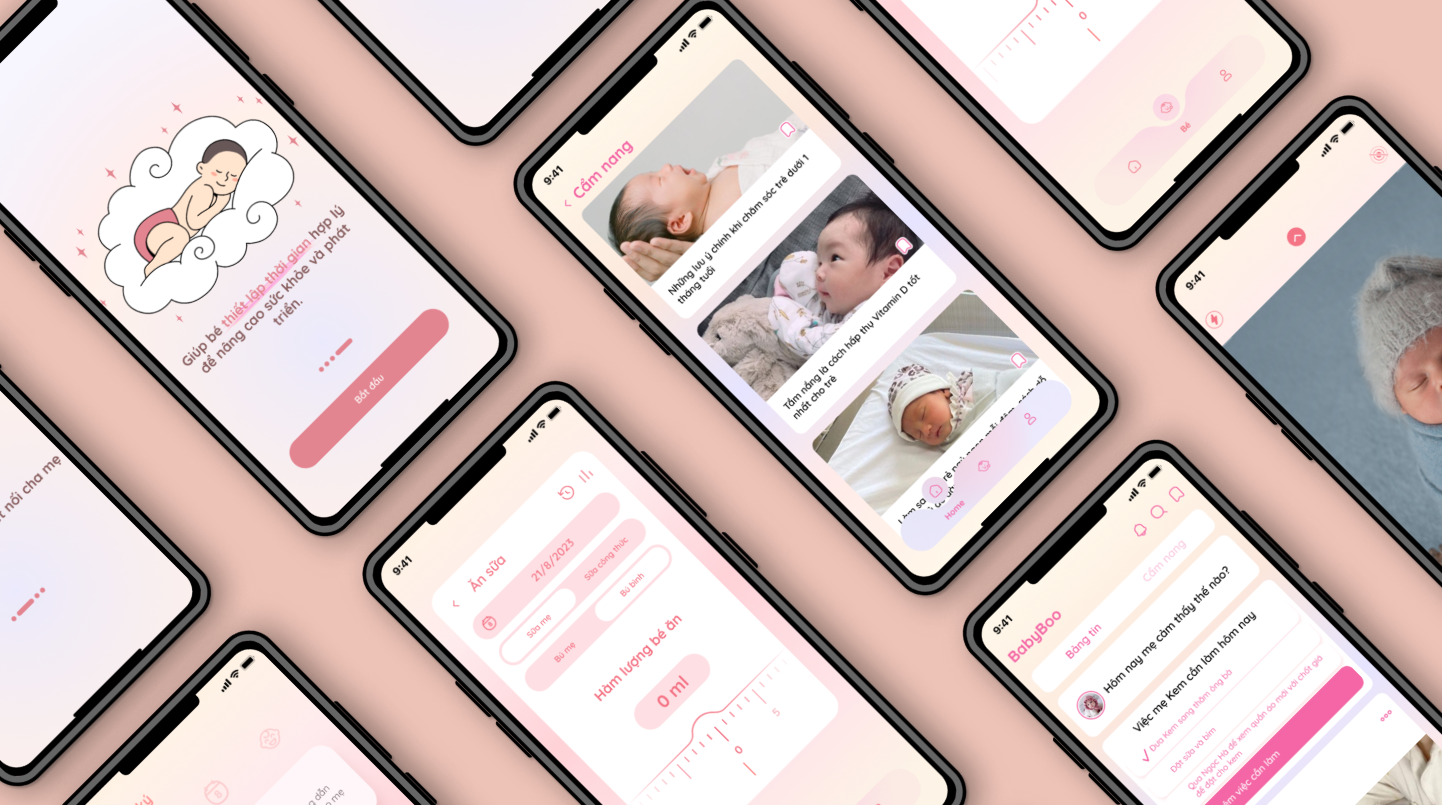 Giúp bé thiết lập thời gian hợp lý
để nâng cao sức khỏe và phát
triển.
Bắt đầu
nối cha mẹ
9:41
Cẩm nang
Những lưu ý chính khi chăm sóc trẻ dưới 1
tháng tuổi
Tắm nắng là cách hấp thụ Vitamin D tốt
nhất cho trẻ
Home
0
Bé
9:41
9:41
Ăn sữa
21/8/2023
Sữa mẹ
Sữa công thức
Bú mẹ
Bú bình
Hàm lượng bé ăn
0 ml
0
5
9:41
BabyBoo
Bảng tin
Cẩm nang
Hôm nay mẹ cảm thấy thế nào?
Việc mẹ Kem cần làm hôm nay
Đưa Kem sang thăm ông bà
Đặt sữa và bỉm
Qua Ngọc Hà để xem quần áo mới với chốt giá
để đặt cho kem
việc cần làm